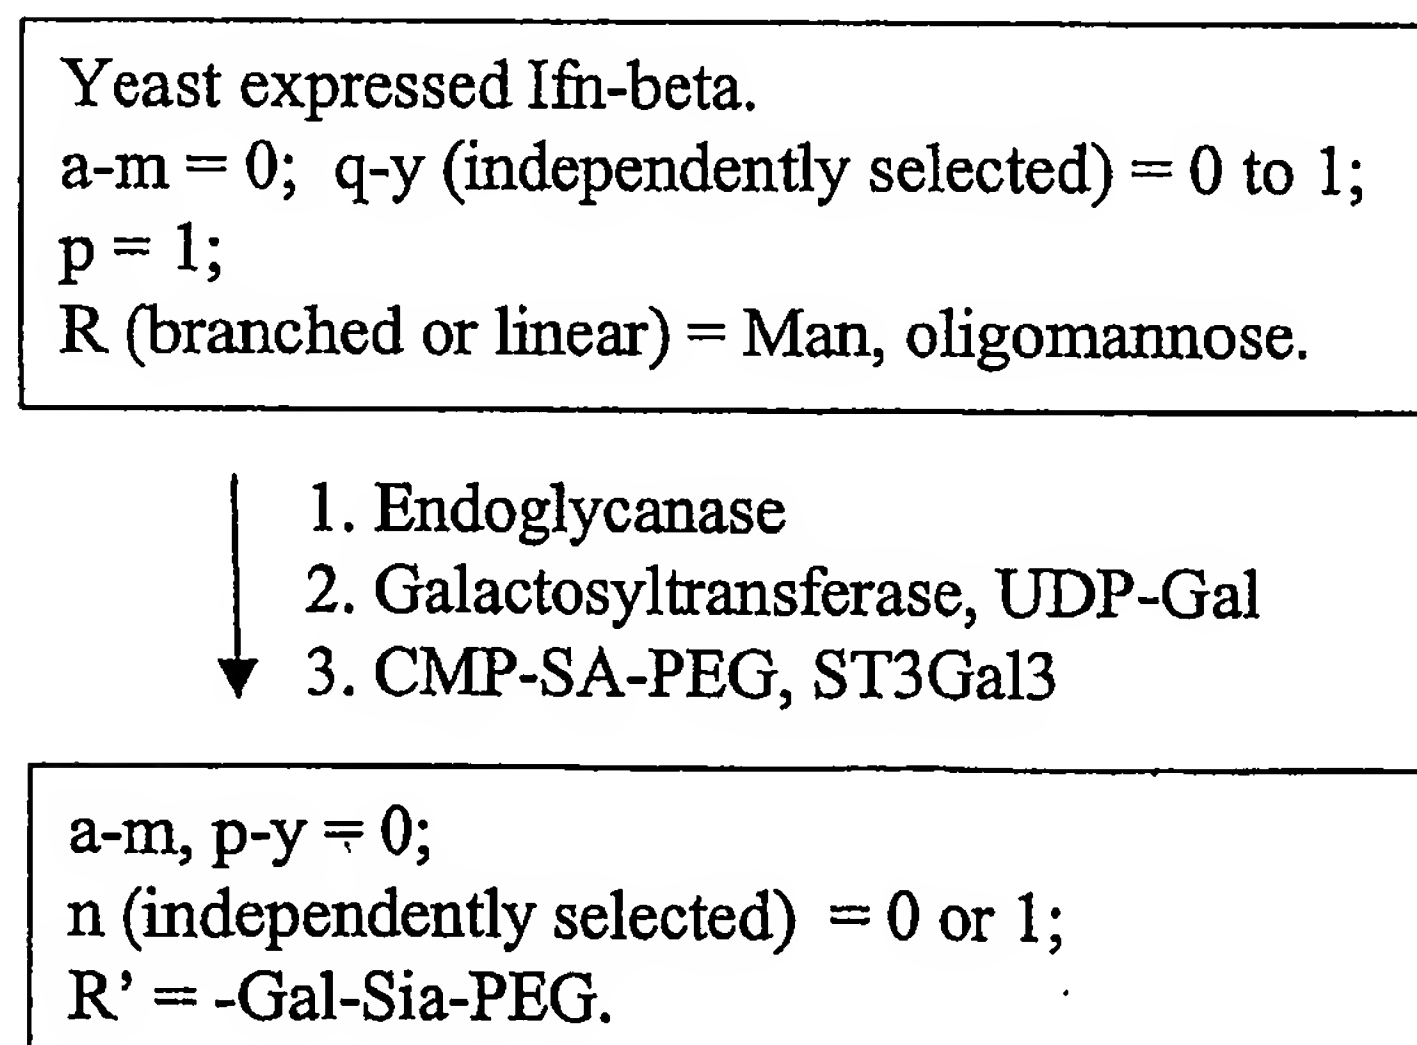 Yeast expressed Ifn-beta.
a-m = 0; q-y (independently selected) = 0 to 1;
p = 1;
R (branched or linear) = Man, oligomannose.
1. Endoglycanase
2. Galactosyltransferase, UDP-Gal
3. CMP-SA-PEG, ST3Gal3
a-m, p-y = 0;
n (independently selected) = 0 or 1;
R’ = -Gal-Sia-PEG.